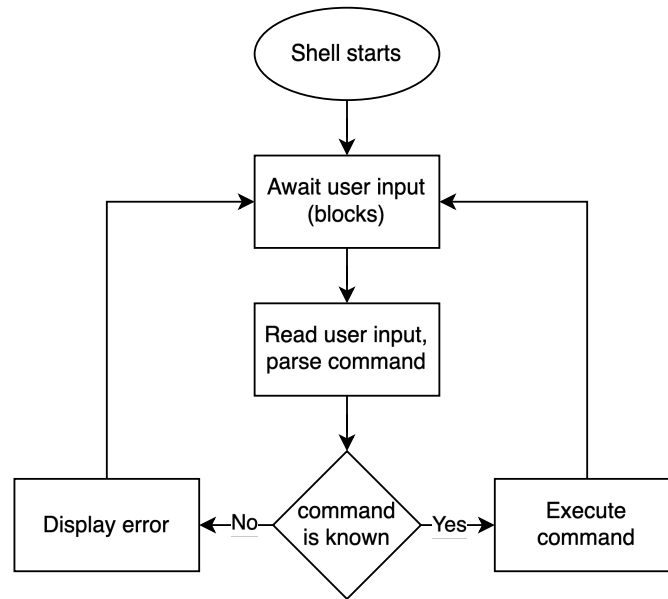 Shell starts
Await user input
(blocks)
Read user input,
parse command
command
is known
No
Yes
Display error
Execute
command